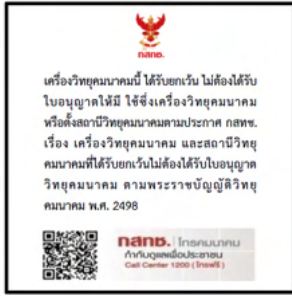 กสทช.
เครื่องวิทยุคมนาคมนี้ ได้รับยกเว้น ไม่ต้องได้รับ
ใบอนุญาตให้มี ใช้ซึ่งเครื่องวิทยุคมนาคม
หรือตั้งสถานีวิทยุคมนาคมตามประกาศ กสทช.
เรื่อง เครื่องวิทยุคมนาคม และสถานีวิทยุ
คมนาคมที่ได้รับยกเว้นไม่ต้องได้รับใบอนุญาต
วิทยุคมนาคม ตามพระราชบัญญัติวิทยุ
คมนาคม พ.ศ. 2498
กสทช. | โทรคมนาคม
กำกับดูแลเพื่อประชาชน
Call Center 1200 (โทรฟรี)